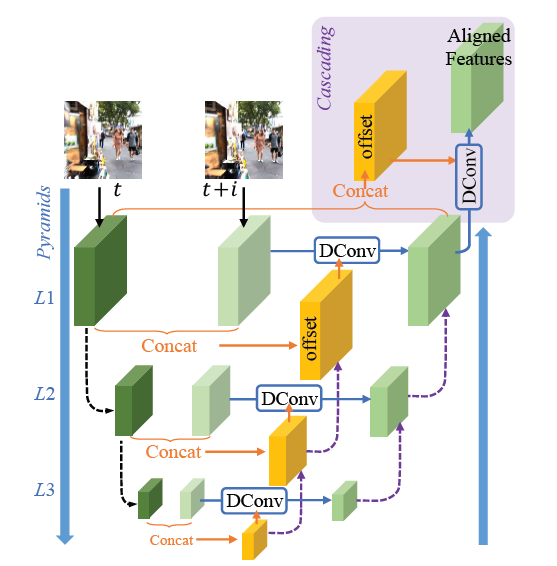 Cascading
Aligned
Features
offset
Concat
DConv
t
t+i
Pyramids
L1
DConv
offset
Concat
L2
DConv
Concat
L3
DConv
Concat